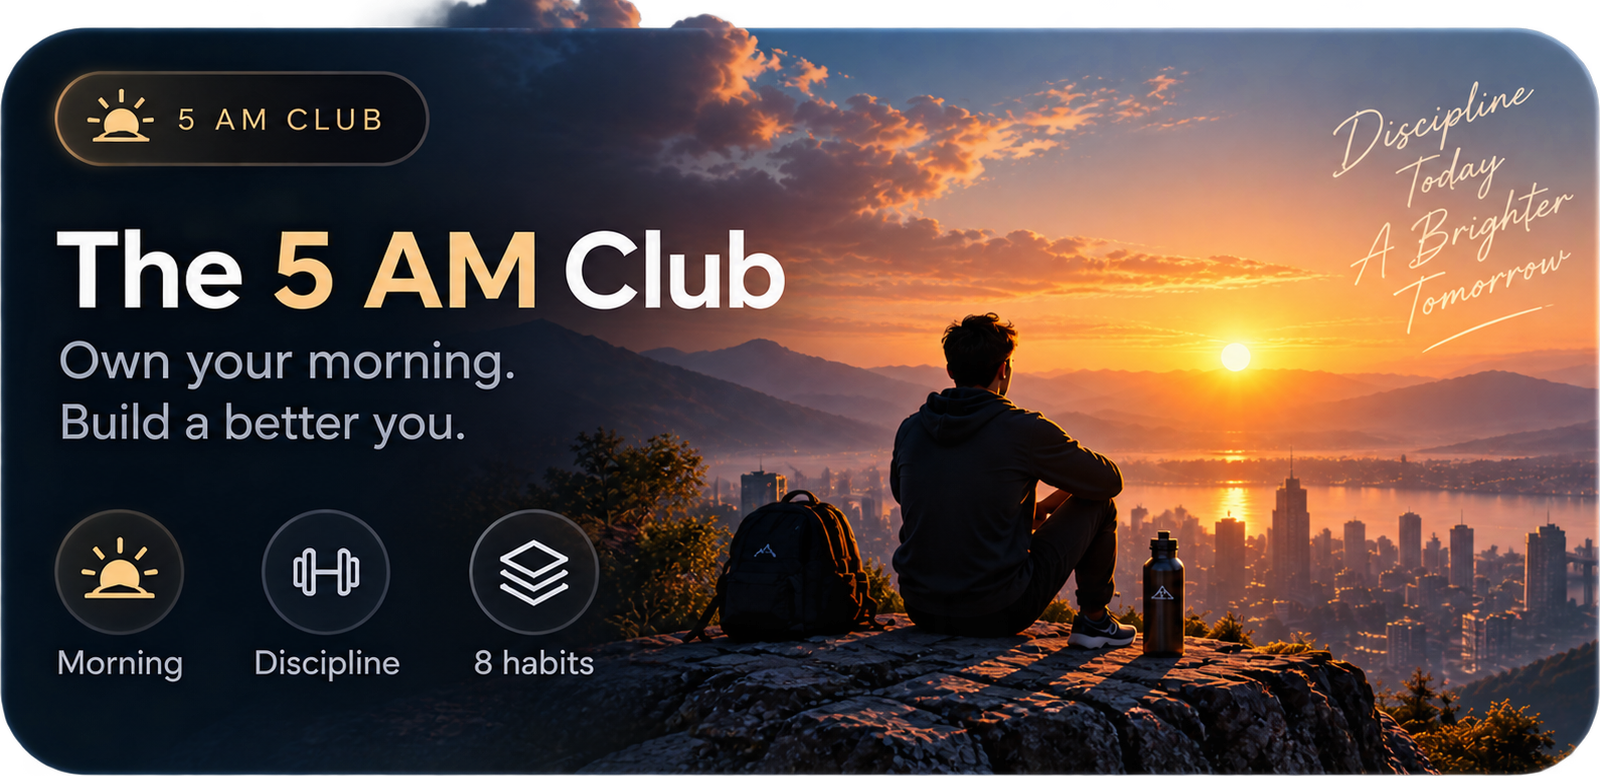 5 AM CLUB
The 5 AM Club
Own your morning.
Build a better you.
Morning
Discipline
8 habits
Discipline
Today
A Brighter
Tomorrow